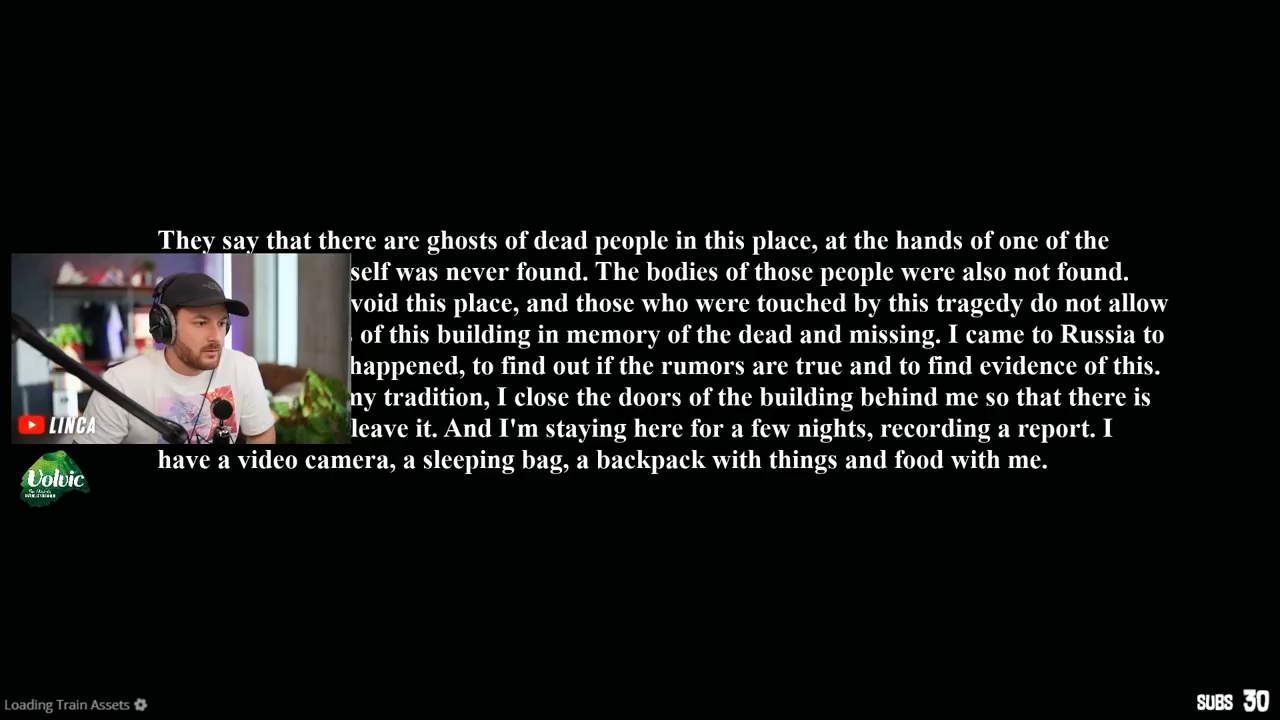 They say that there are ghosts of dead people in this place, at the hands of one of the
self was never found. The bodies of those people were also not found.
void this place, and those who were touched by this tragedy do not allow
of this building in memory of the dead and missing. I came to Russia to
happened, to find out if the rumors are true and to find evidence of this.
my tradition, I close the doors of the building behind me so that there is
leave it. And I'm staying here for a few nights, recording a report. I
have a video camera, a sleeping bag, a backpack with things and food with me.
LINCA
Volvic
Loading Train Assets
SUBS 30